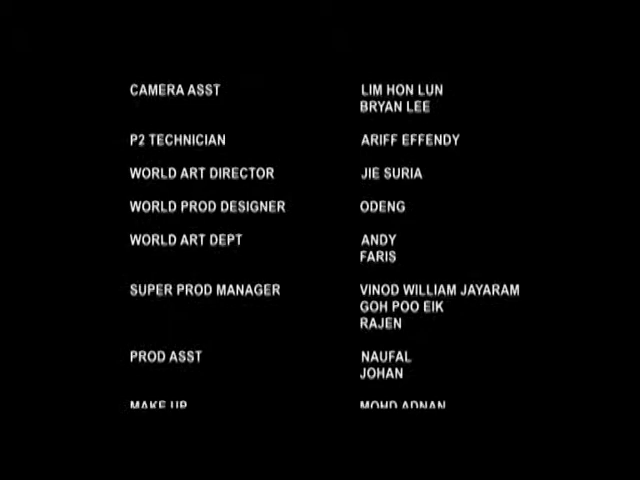 CAMERA ASST LIM HON LUN
BRYAN LEE
P2 TECHNICIAN ARIFF EFFENDY
WORLD ART DIRECTOR JIE SURIA
WORLD PROD DESIGNER ODENG
WORLD ART DEPT ANDY
FARIS
SUPER PROD MANAGER VINOD WILLIAM JAYARAM
GOH POO EIK
RAJEN
PROD ASST NAUFAL
JOHAN
MAKE UP MOHD ADNAN